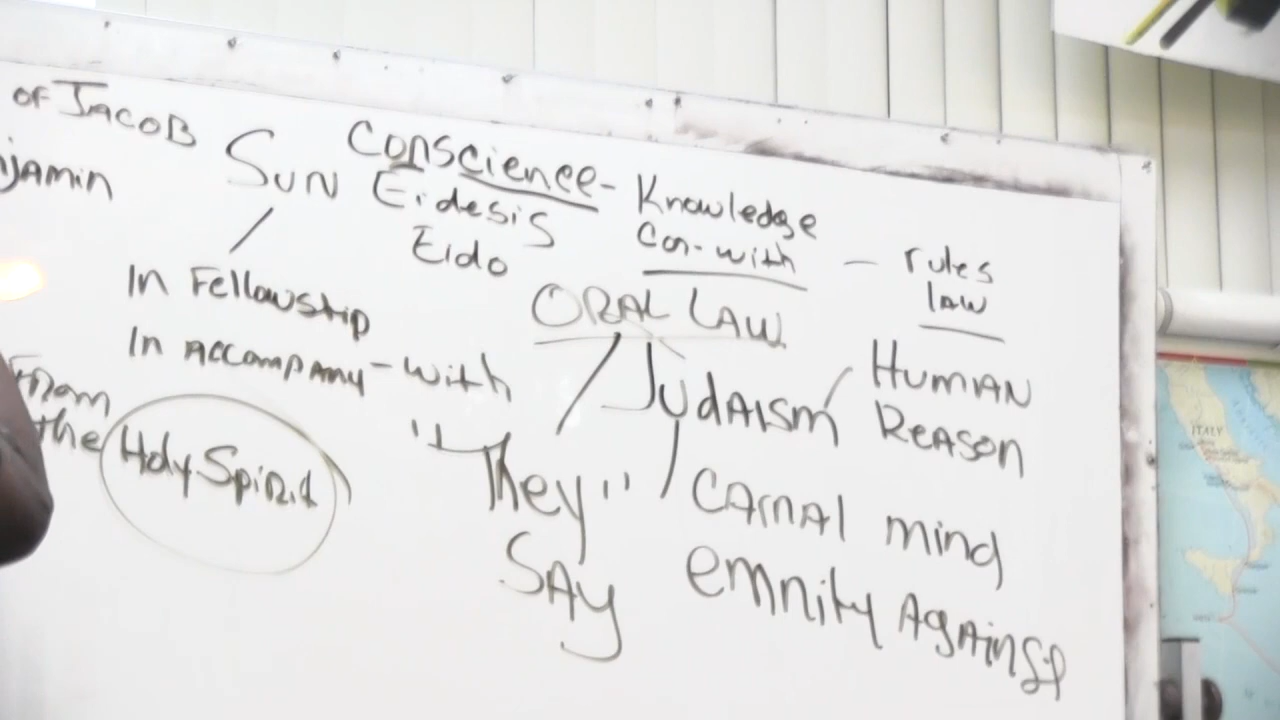 of JACOB
jamin
SUN
Conscience - Knowledge
Eidesis
Eido
Con-with - rules
law
In Fellowship
In Accompany - with
From
the Holy Spirit
ORAL LAW
Judaism
Human
Reason
"They"
SAY
Carnal mind
emnity Against
ITALY